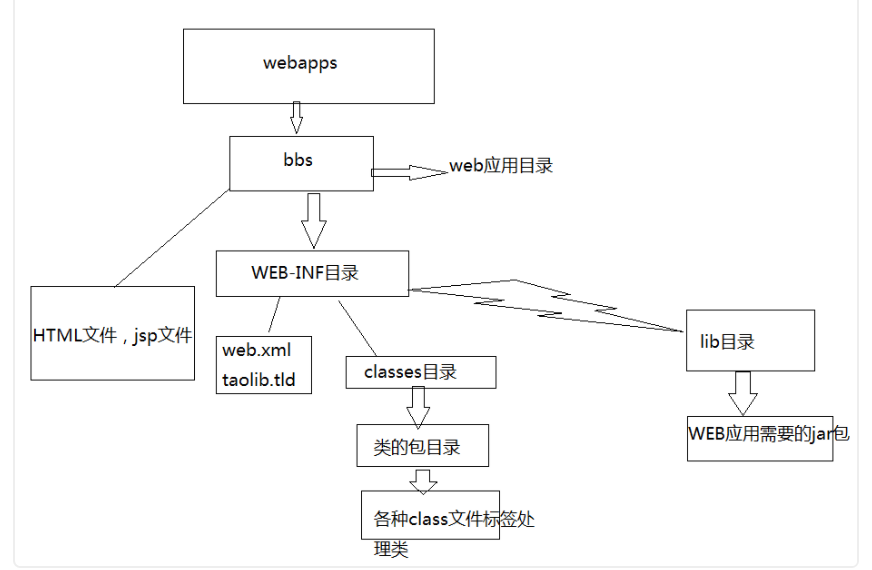 webapps
bbs
web应用目录
WEB-INF目录
HTML文件，jsp文件
web.xml
taolib.tld
classes目录
lib目录
类的包目录
WEB应用需要的jar包
各种class文件标签处
理类